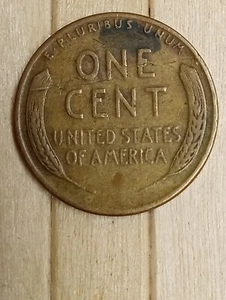 E·PLURIBUS·UNUM
ONE
CENT
UNITED STATES
OF AMERICA